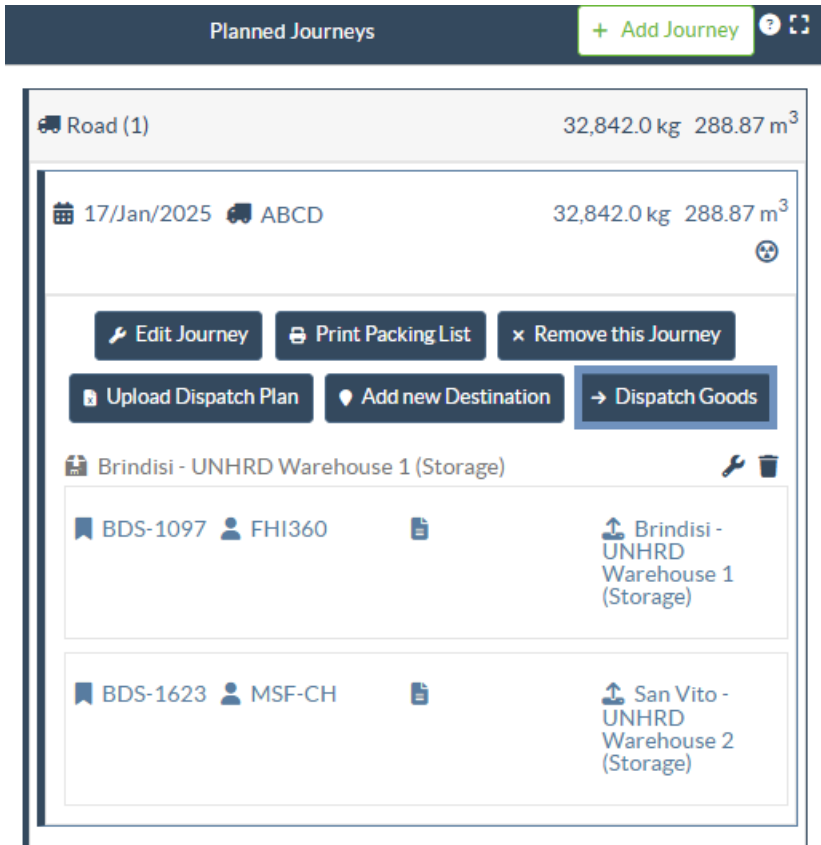 Planned Journeys
+ Add Journey
Road (1) 32,842.0 kg 288.87 m³
17/Jan/2025 ABCD 32,842.0 kg 288.87 m³
Edit Journey Print Packing List × Remove this Journey
Upload Dispatch Plan Add new Destination → Dispatch Goods
Brindisi - UNHRD Warehouse 1 (Storage)
BDS-1097 FHI360
Brindisi -
UNHRD
Warehouse 1
(Storage)
BDS-1623 MSF-CH
San Vito -
UNHRD
Warehouse 2
(Storage)